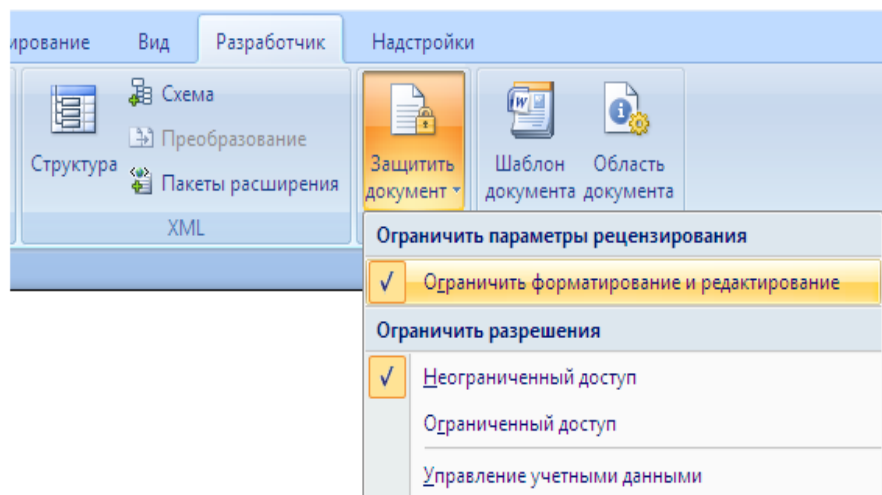 ирование Вид Разработчик Надстройки
Структура
Схема
Преобразование
Пакеты расширения
XML
Защитить
документ
Шаблон
документа
Область
документа
Ограничить параметры рецензирования
Ограничить форматирование и редактирование
Ограничить разрешения
Неограниченный доступ
Ограниченный доступ
Управление учетными данными